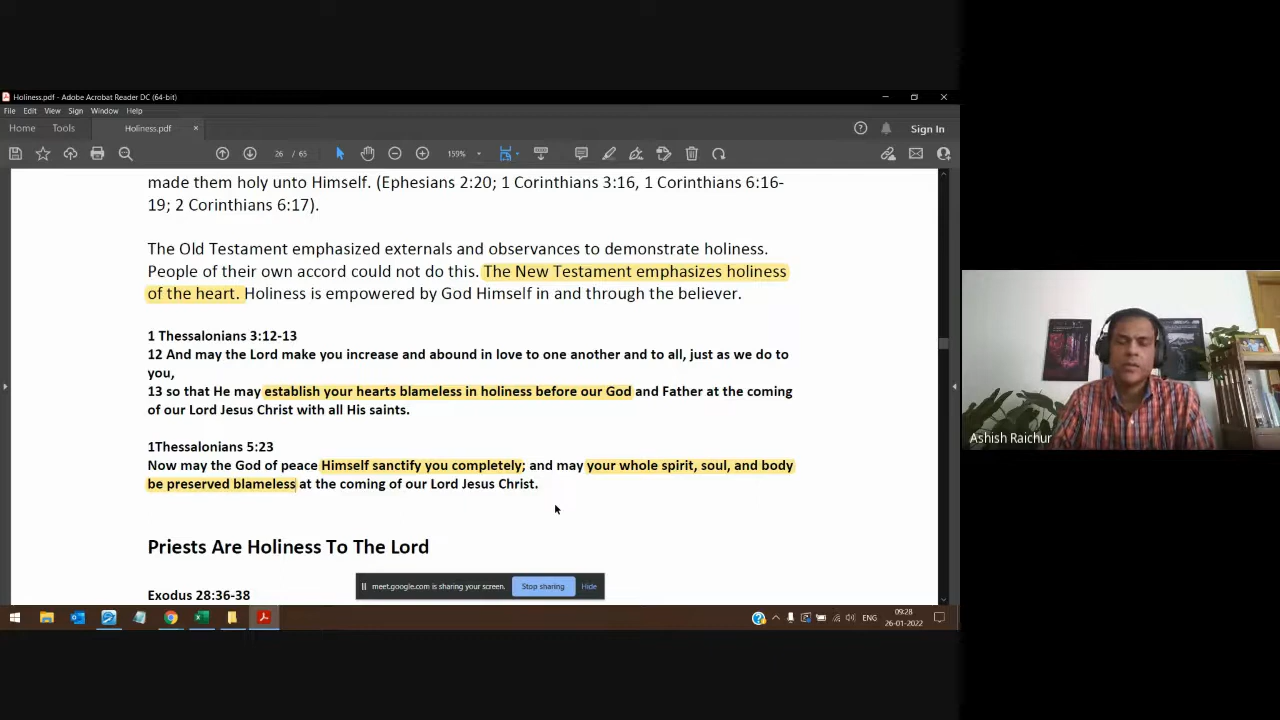 Holiness.pdf - Adobe Acrobat Reader DC (64-bit)
File Edit View Sign Window Help
Home Tools Holiness.pdf × Sign In
26 / 65 159%
made them holy unto Himself. (Ephesians 2:20; 1 Corinthians 3:16, 1 Corinthians 6:16-
19; 2 Corinthians 6:17).
The Old Testament emphasized externals and observances to demonstrate holiness.
People of their own accord could not do this. The New Testament emphasizes holiness
of the heart. Holiness is empowered by God Himself in and through the believer.
1 Thessalonians 3:12-13
12 And may the Lord make you increase and abound in love to one another and to all, just as we do to
you,
13 so that He may establish your hearts blameless in holiness before our God and Father at the coming
of our Lord Jesus Christ with all His saints.
1Thessalonians 5:23
Now may the God of peace Himself sanctify you completely; and may your whole spirit, soul, and body
be preserved blameless at the coming of our Lord Jesus Christ.
Priests Are Holiness To The Lord
Exodus 28:36-38
meet.google.com is sharing your screen. Stop sharing Hide
ENG 09:28
26-01-2022
Ashish Raichur